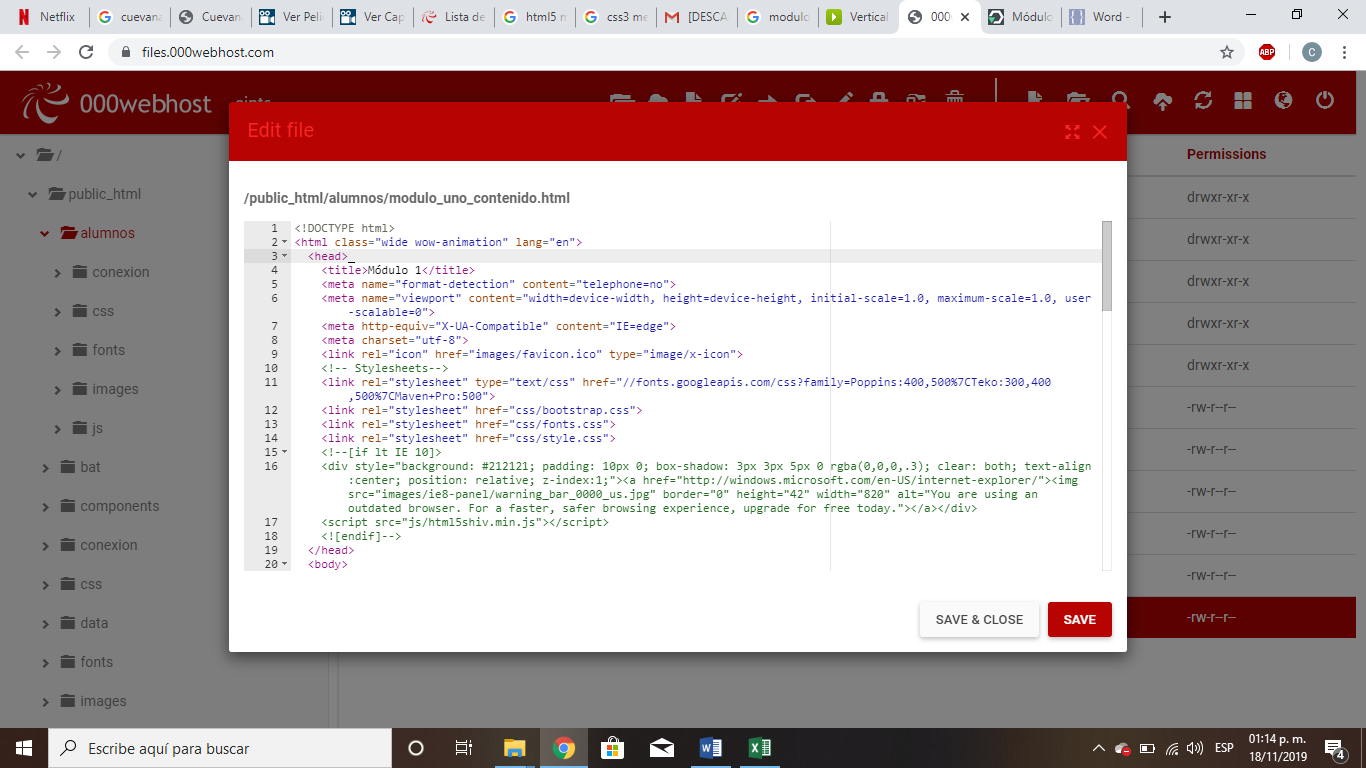 Netflix
cuevana
Cuevan
Ver Peli
Ver Cap
Lista de
html5 m
css3 me
[DESCA
modulo
Vertical
000
Módulo
Word -
files.000webhost.com
ABP
C
000webhost
Edit file
/
public_html
alumnos
conexion
css
fonts
images
js
bat
components
conexion
css
data
fonts
images
Permissions
drwxr-xr-x
drwxr-xr-x
drwxr-xr-x
drwxr-xr-x
drwxr-xr-x
-rw-r--r--
-rw-r--r--
-rw-r--r--
-rw-r--r--
-rw-r--r--
-rw-r--r--
/public_html/alumnos/modulo_uno_contenido.html
1 <!DOCTYPE html>
2 <html class="wide wow-animation" lang="en">
3 <head>
4 <title>Módulo 1</title>
5 <meta name="format-detection" content="telephone=no">
6 <meta name="viewport" content="width=device-width, height=device-height, initial-scale=1.0, maximum-scale=1.0, user
-scalable=0">
7 <meta http-equiv="X-UA-Compatible" content="IE=edge">
8 <meta charset="utf-8">
9 <link rel="icon" href="images/favicon.ico" type="image/x-icon">
10 <!-- Stylesheets-->
11 <link rel="stylesheet" type="text/css" href="//fonts.googleapis.com/css?family=Poppins:400,500%7CTeko:300,400
,500%7CMaven+Pro:500">
12 <link rel="stylesheet" href="css/bootstrap.css">
13 <link rel="stylesheet" href="css/fonts.css">
14 <link rel="stylesheet" href="css/style.css">
15 <!--[if lt IE 10]>
16 <div style="background: #212121; padding: 10px 0; box-shadow: 3px 3px 5px 0 rgba(0,0,0,.3); clear: both; text-align
:center; position: relative; z-index:1;"><a href="http://windows.microsoft.com/en-US/internet-explorer/"><img
src="images/ie8-panel/warning_bar_0000_us.jpg" border="0" height="42" width="820" alt="You are using an
outdated browser. For a faster, safer browsing experience, upgrade for free today."></a></div>
17 <script src="js/html5shiv.min.js"></script>
18 <![endif]-->
19 </head>
20 <body>
SAVE & CLOSE
SAVE
Escribe aquí para buscar
ESP
01:14 p. m.
18/11/2019
4